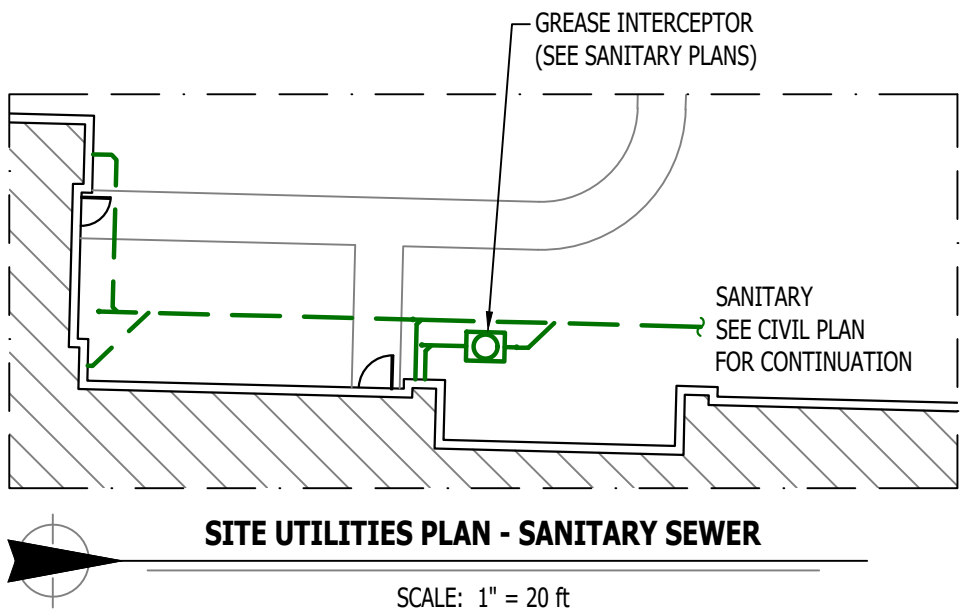 GREASE INTERCEPTOR
(SEE SANITARY PLANS)
SANITARY
SEE CIVIL PLAN
FOR CONTINUATION
SITE UTILITIES PLAN - SANITARY SEWER
SCALE: 1" = 20 ft